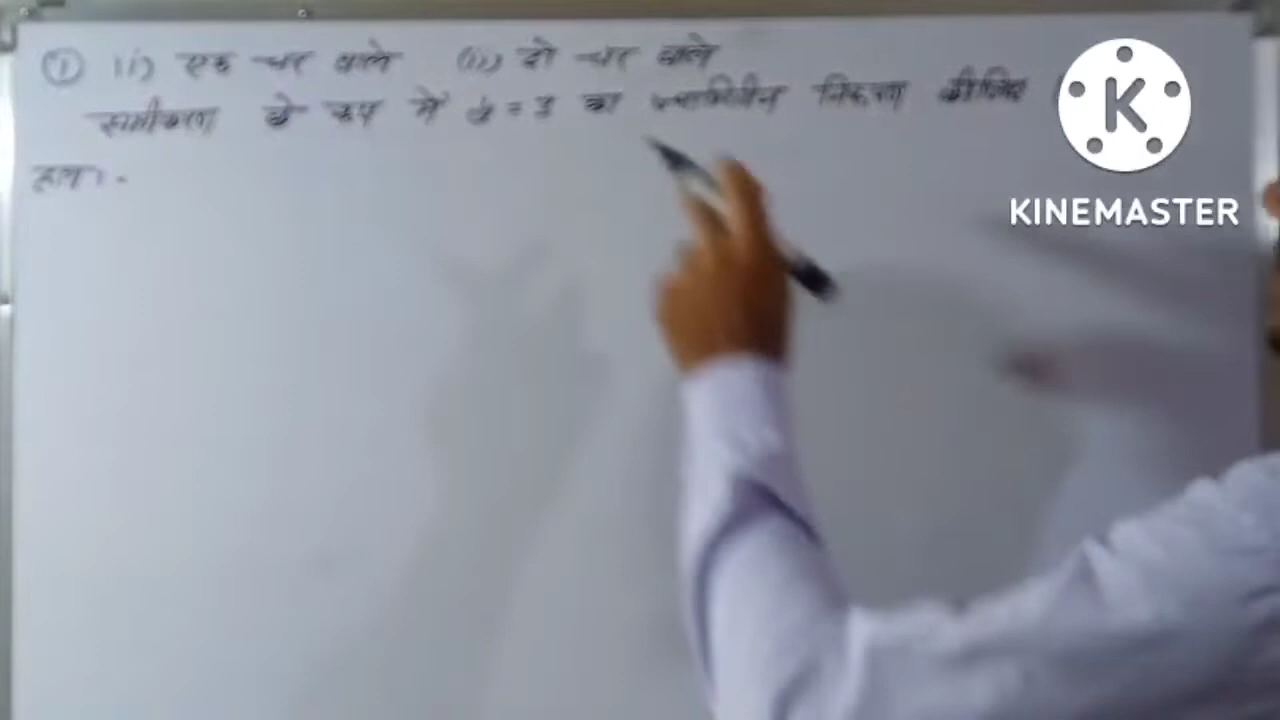 ① (i) एक चर वाले (ii) दो चर वाले
समीकरण के रूप में y = 3 का ज्यामितीय निरूपण कीजिए
हल :-
KINEMASTER